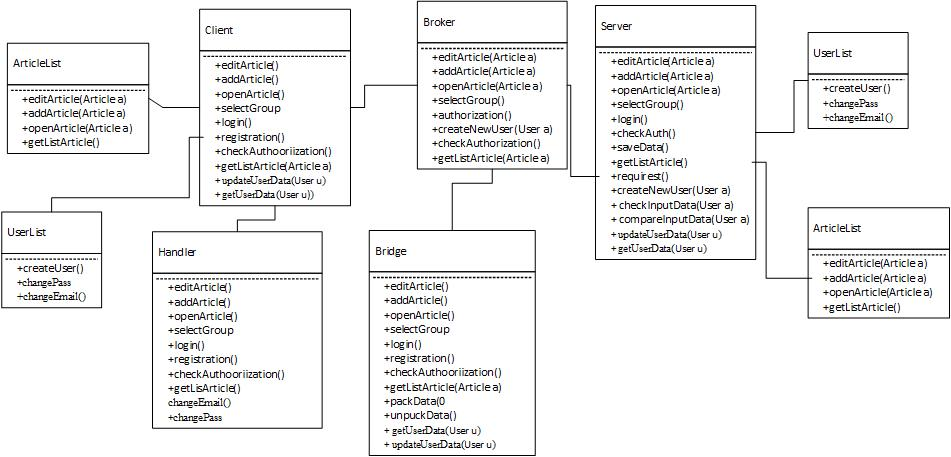 ArticleList
+editArticle(Article a)
+addArticle(Article a)
+openArticle(Article a)
+getListArticle()
Client
+editArticle()
+addArticle()
+openArticle()
+selectGroup
+login()
+registration()
+checkAuthooriization()
+getListArticle(Article a)
+updateUserData(User u)
+ getUserData(User u))
Broker
+editArticle(Article a)
+addArticle(Article a)
+openArticle(Article a)
+selectGroup()
+authorization()
+createNewUser(User a)
+checkAuthorization()
+getListArticle(Article a)
Server
+editArticle(Article a)
+addArticle(Article a)
+openArticle(Article a)
+selectGroup()
+login()
+checkAuth()
+saveData()
+getListArticle()
+requirest()
+createNewUser(User a)
+ checkInputData(User a)
+ compareInputData(User a)
+ updateUserData(User u)
+ getUserData(User u)
UserList
+createUser()
+changePass
+changeEmail()
UserList
+createUser()
+changePass
+changeEmail()
Handler
+editArticle()
+addArticle()
+openArticle()
+selectGroup
+login()
+registration()
+checkAuthooriization()
+getLisArticle()
changeEmail()
+changePass
Bridge
+editArticle()
+addArticle()
+openArticle()
+selectGroup
+login()
+registration()
+checkAuthooriization()
+getListArticle(Article a)
+packData(0
+unpuckData()
+ getUserData(User u)
+ updateUserData(User u)
ArticleList
+editArticle(Article a)
+addArticle(Article a)
+openArticle(Article a)
+getListArticle()